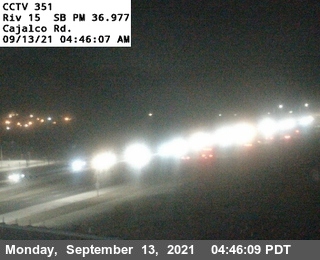 CCTV 351
Riv 15 SB PM 36.977
Cajalco Rd.
09/13/21 04:46:07 AM
Monday, September 13, 2021 04:46:09 PDT